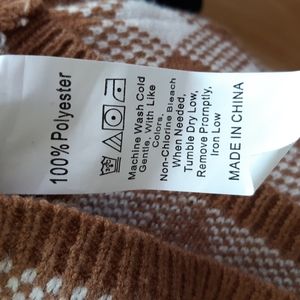 100% Polyester
Machine Wash Cold
Gentle, With Like
Colors,
Non-Chlorine Bleach
When Needed,
Tumble Dry Low,
Remove Promptly,
Iron Low
MADE IN CHINA